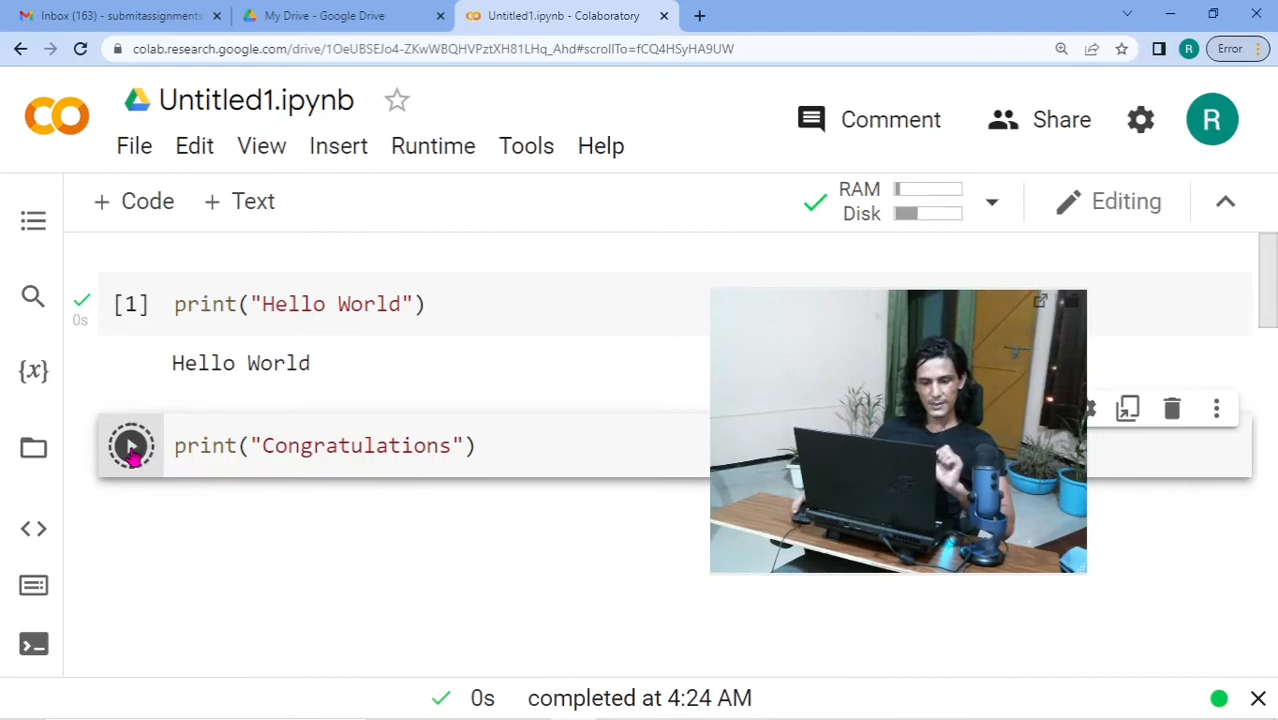 Inbox (163) - submitassignments
My Drive - Google Drive
Untitled1.ipynb - Colaboratory
colab.research.google.com/drive/1OeUBSEJo4-ZKwWBQHVPztXH81LHq_Ahd#scrollTo=fCQ4HSyHA9UW
R
Error
Untitled1.ipynb
Comment
Share
R
File Edit View Insert Runtime Tools Help
+ Code + Text
RAM
Disk
Editing
[1] print("Hello World")
0s
Hello World
{x}
print("Congratulations")
0s completed at 4:24 AM